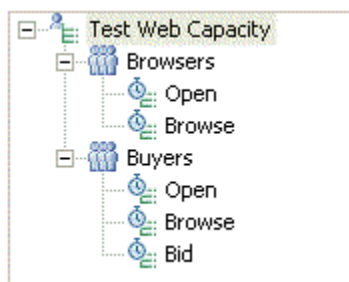 Test Web Capacity
Browsers
Open
Browse
Buyers
Open
Browse
Bid